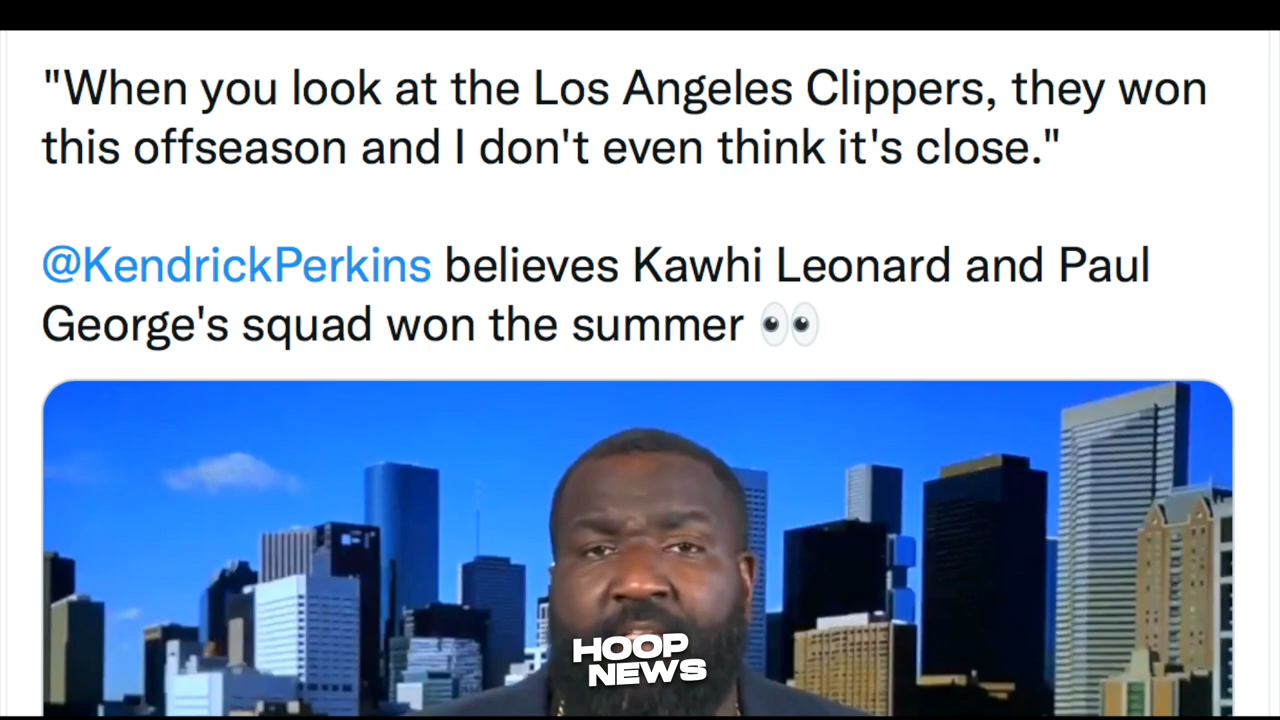 "When you look at the Los Angeles Clippers, they won
this offseason and I don't even think it's close."
@KendrickPerkins believes Kawhi Leonard and Paul
George's squad won the summer 👀
HOOP
NEWS